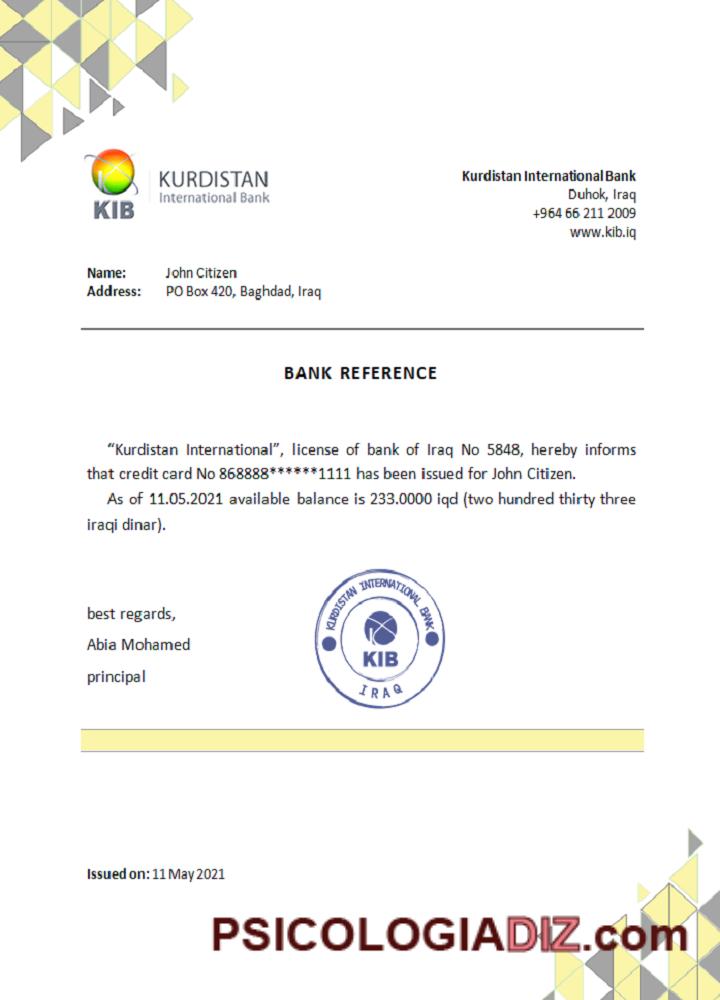 KIB
KURDISTAN
International Bank
Kurdistan International Bank
Duhok, Iraq
+964 66 211 2009
www.kib.iq
Name: John Citizen
Address: PO Box 420, Baghdad, Iraq
BANK REFERENCE
“Kurdistan International”, license of bank of Iraq No 5848, hereby informs
that credit card No 868888******1111 has been issued for John Citizen.
As of 11.05.2021 available balance is 233.0000 iqd (two hundred thirty three
iraqi dinar).
best regards,
Abia Mohamed
principal
KURDISTAN INTERNATIONAL BANK
KIB
IRAQ
Issued on: 11 May 2021
PSICOLOGIADIZ.com